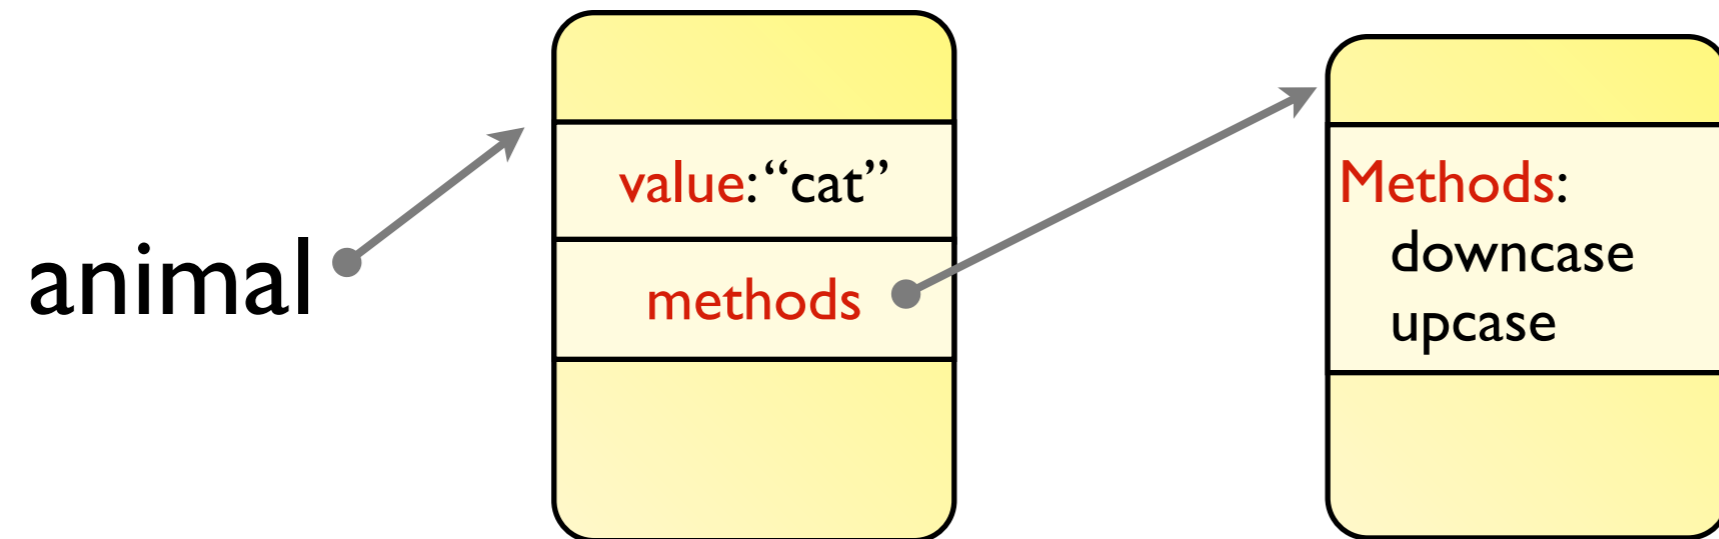 animal
value: “cat”
methods
Methods:
downcase
upcase